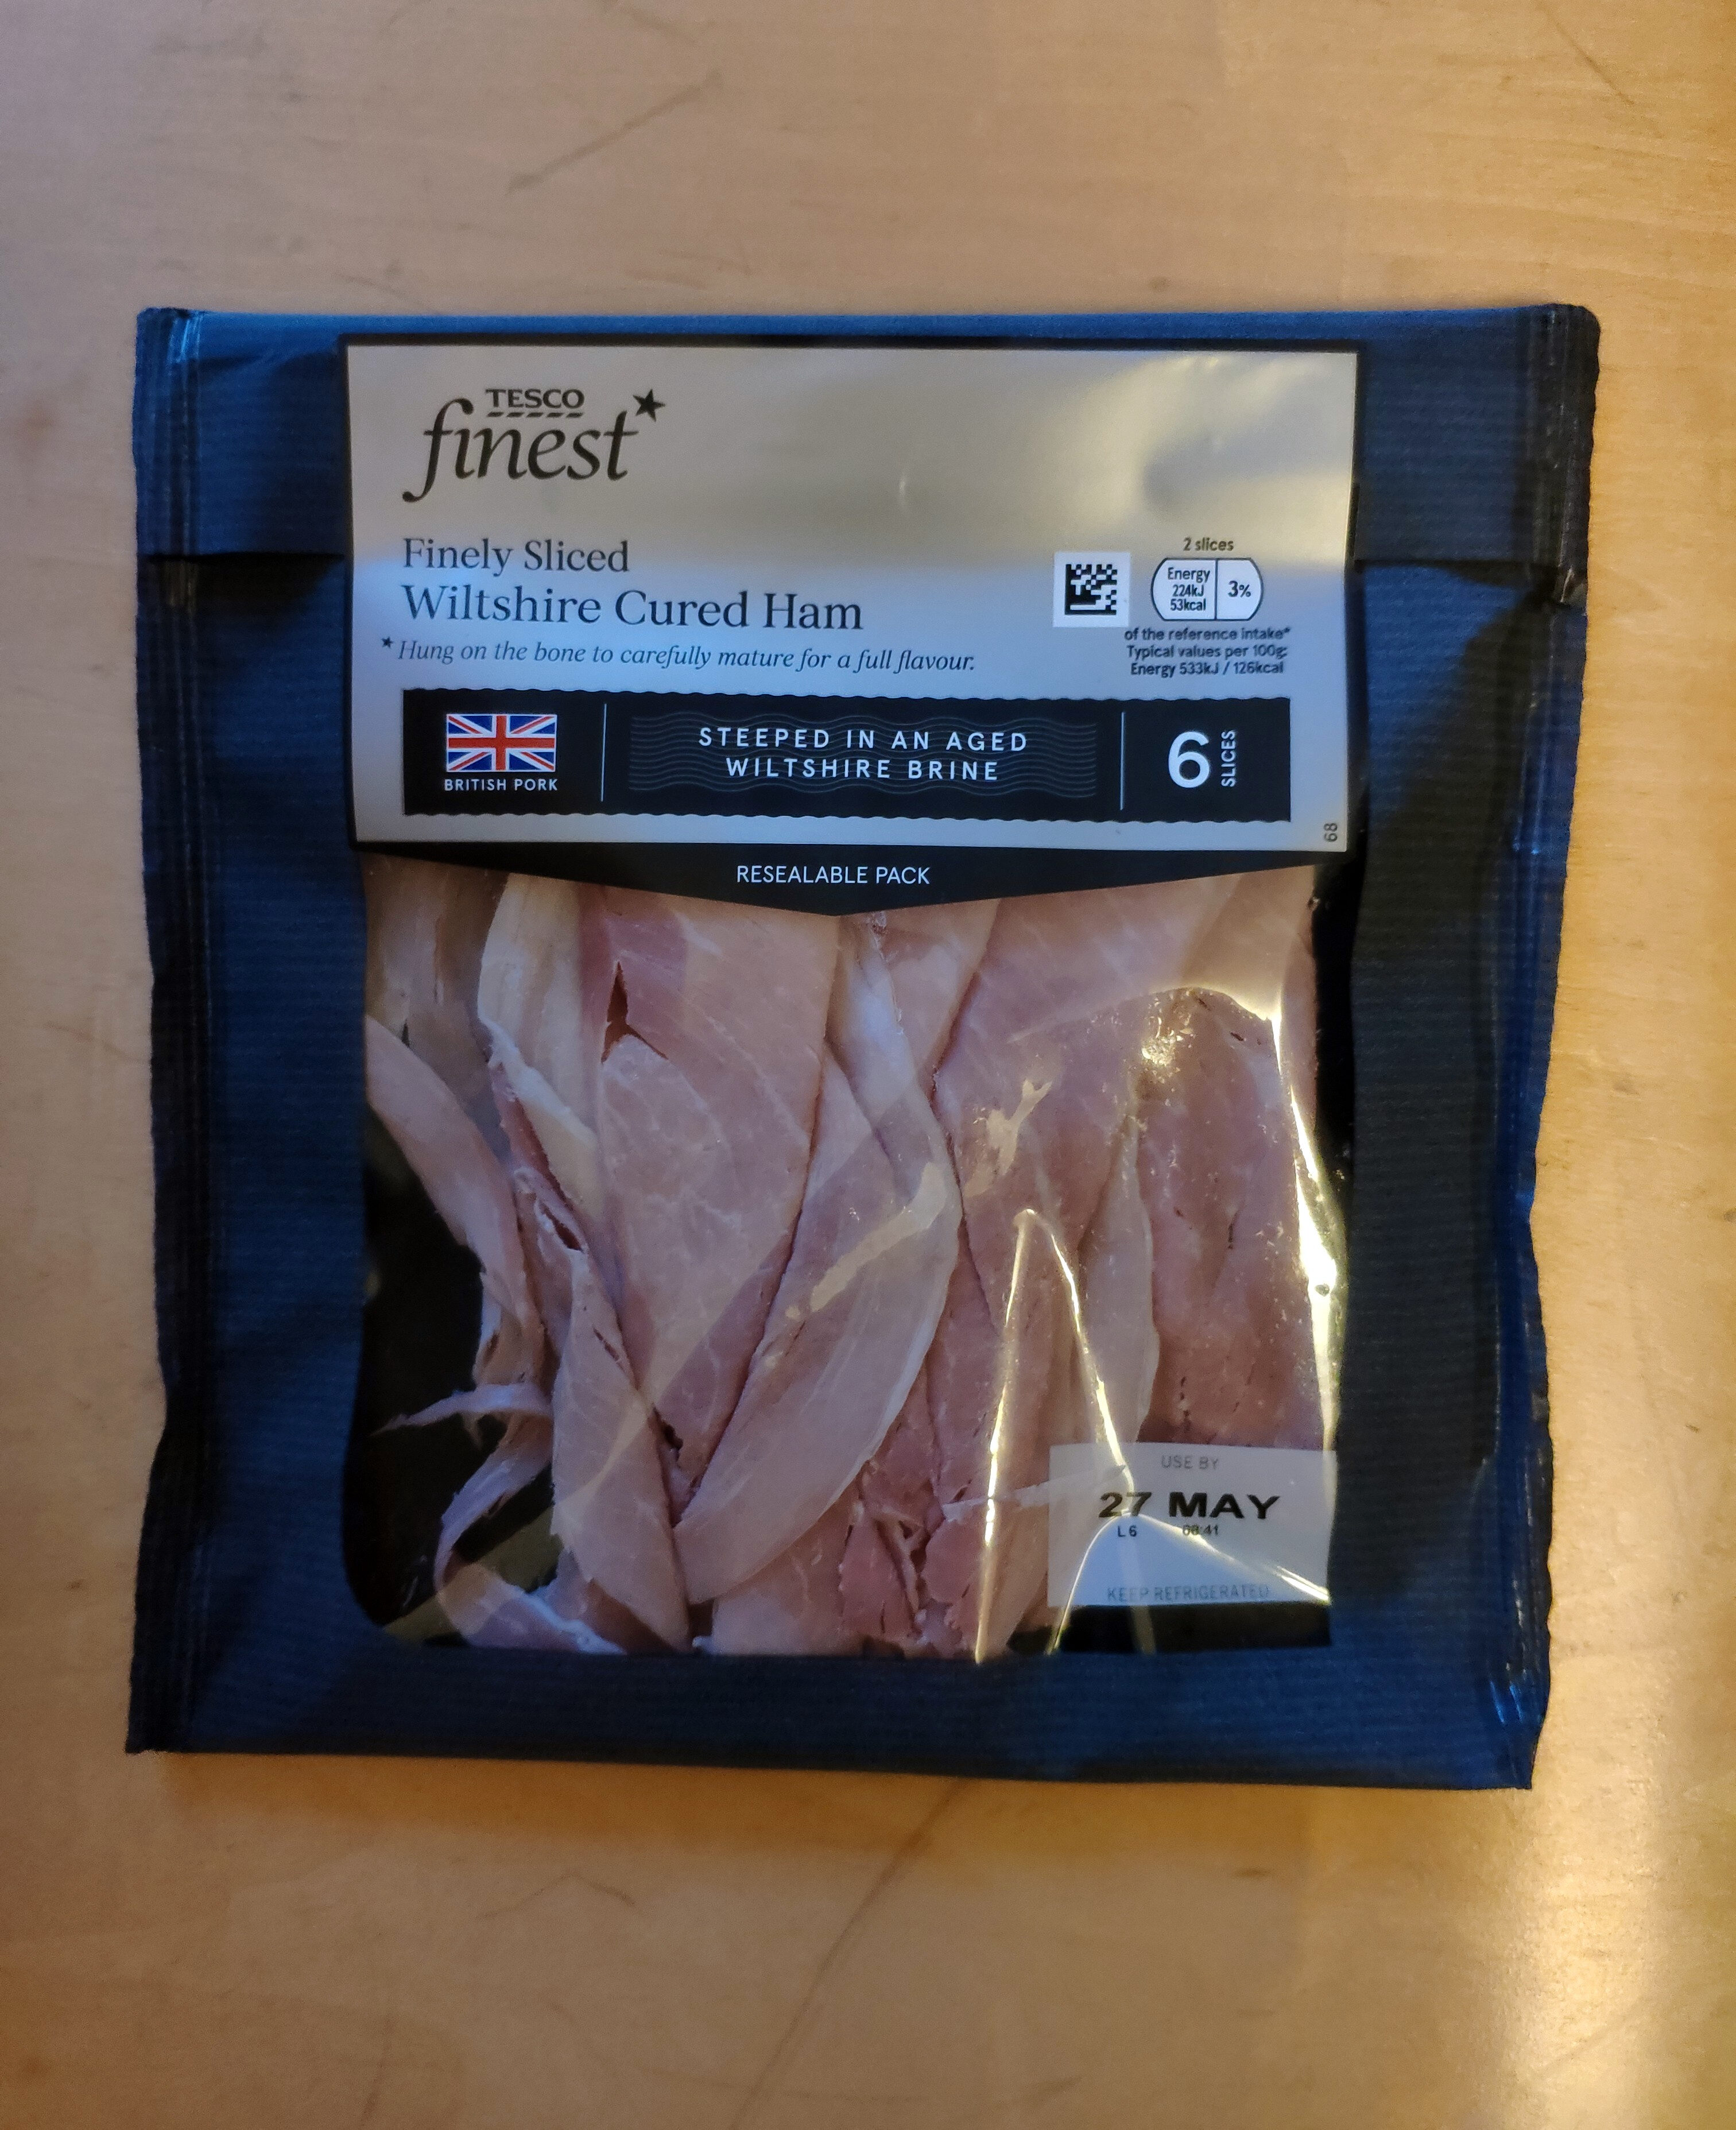 TESCO
finest*
Finely Sliced
Wiltshire Cured Ham
*Hung on the bone to carefully mature for a full flavour.
2 slices
Energy
224kJ
53kcal
3%
of the reference intake*
Typical values per 100g:
Energy 533kJ / 126kcal
BRITISH PORK
STEEPED IN AN AGED
WILTSHIRE BRINE
6 SLICES
68
RESEALABLE PACK
USE BY
27 MAY
L6 08:41
KEEP REFRIGERATED